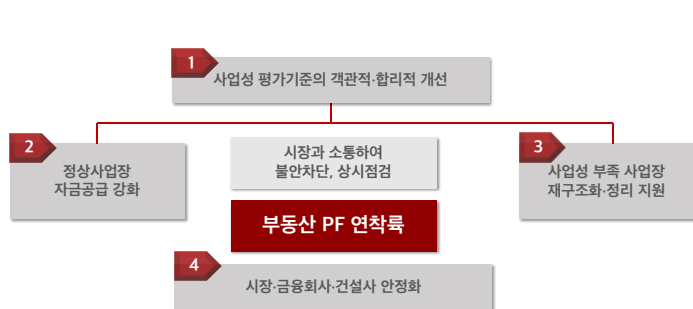 1
사업성 평가기준의 객관적·합리적 개선
2
정상사업장
자금공급 강화
시장과 소통하여
불안차단, 상시점검
3
사업성 부족 사업장
재구조화·정리 지원
부동산 PF 연착륙
4
시장·금융회사·건설사 안정화